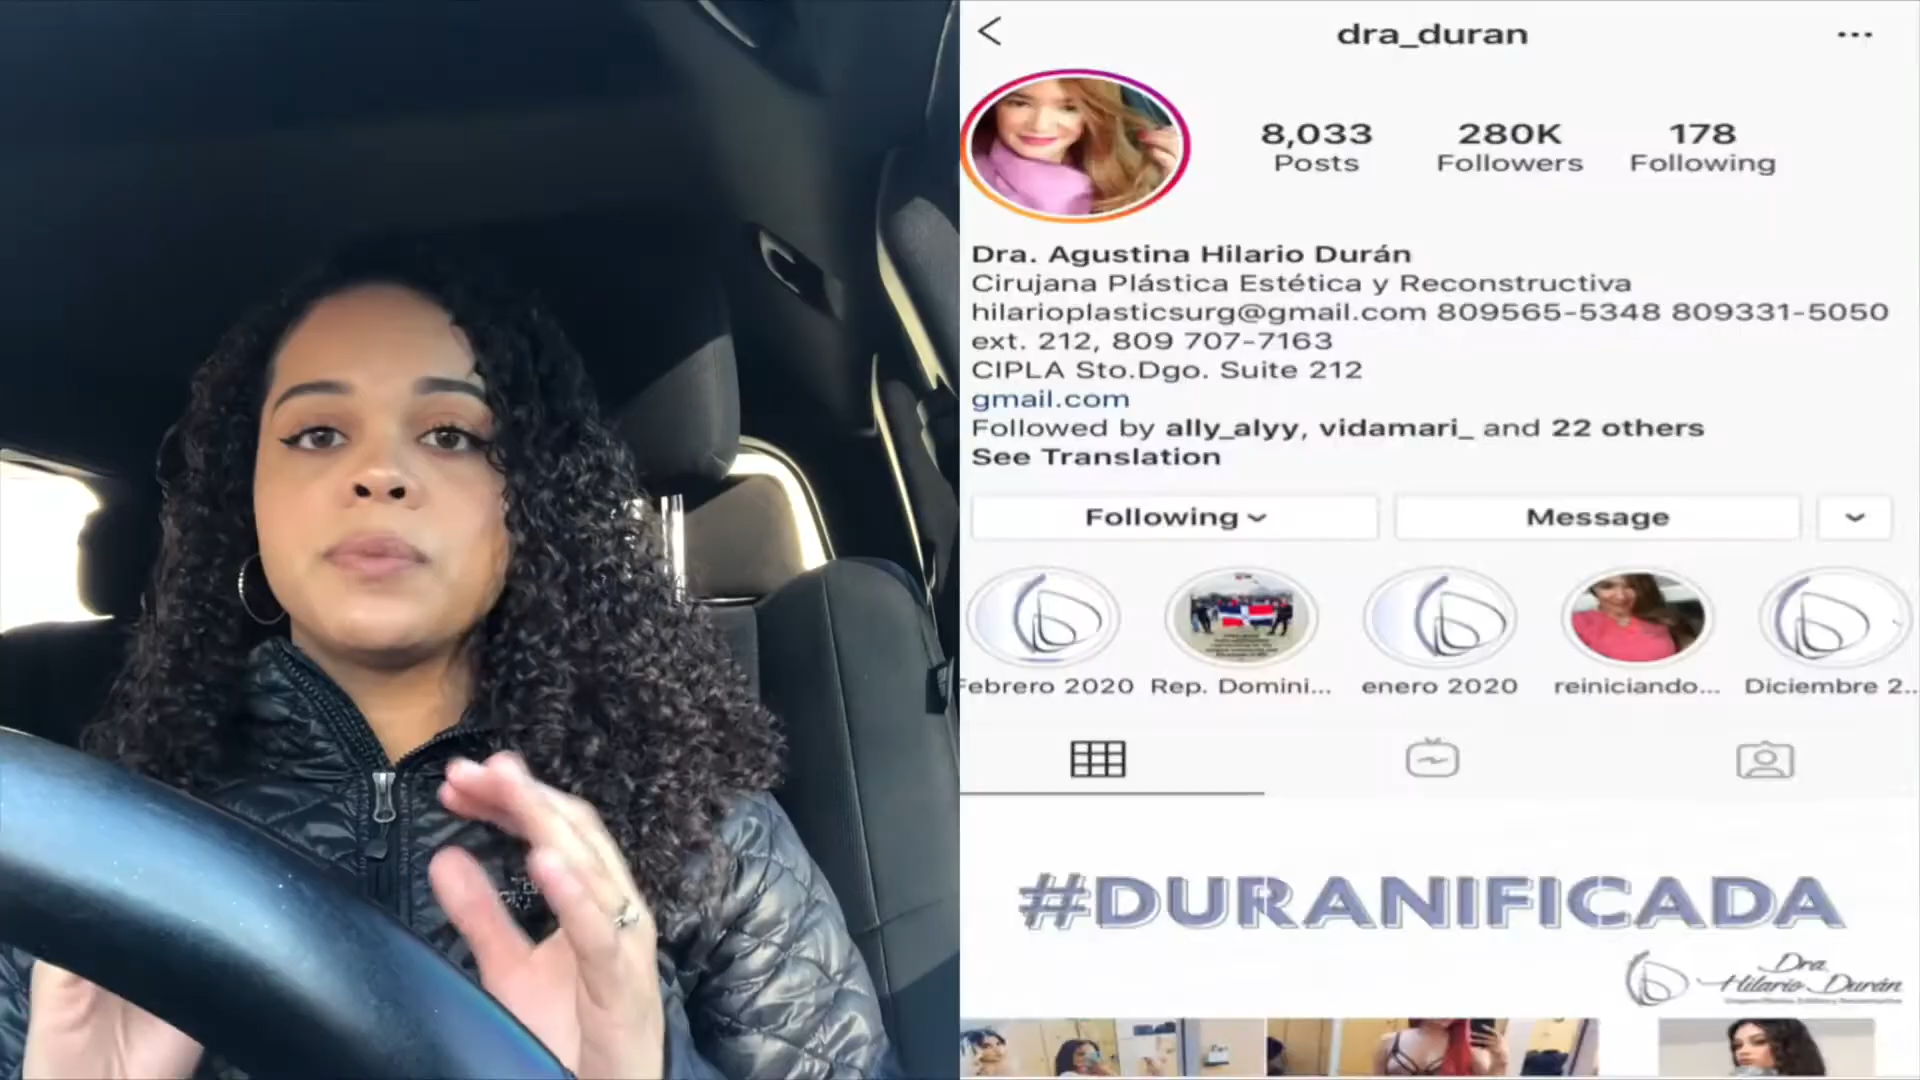 dra_duran
8,033 280K 178
Posts Followers Following
Dra. Agustina Hilario Durán
Cirujana Plástica Estética y Reconstructiva
hilarioplasticsurg@gmail.com 809565-5348 809331-5050
ext. 212, 809 707-7163
CIPLA Sto.Dgo. Suite 212
gmail.com
Followed by ally_alyy, vidamari_ and 22 others
See Translation
Following Message
Febrero 2020 Rep. Domini... enero 2020 reiniciando... Diciembre 2...
#DURANIFICADA
Dra.
Hilario Durán